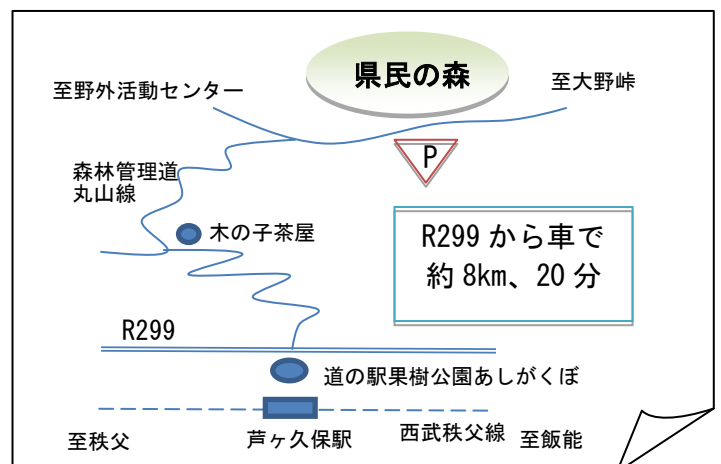 県民の森
至野外活動センター
至大野峠
P
森林管理道
丸山線
木の子茶屋
R299 から車で
約 8km、20 分
R299
道の駅果樹公園あしがくぼ
至秩父
芦ヶ久保駅
西武秩父線
至飯能